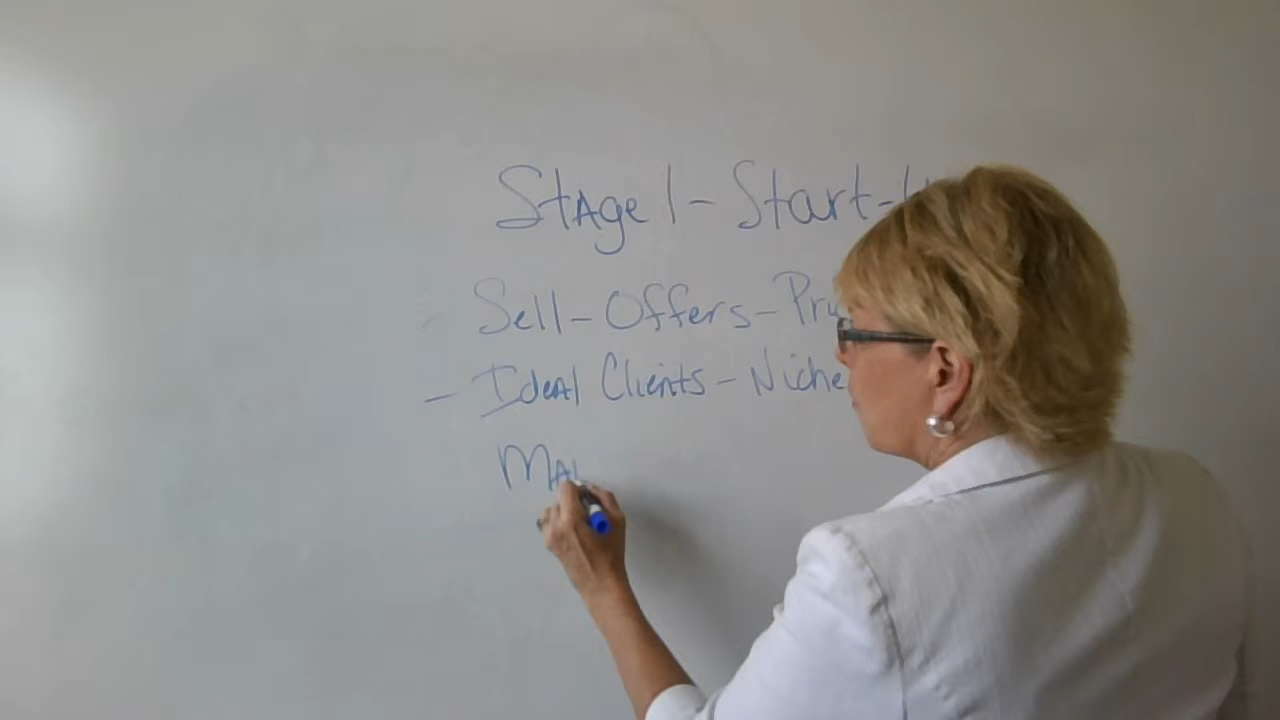 Stage 1 - Start-
Sell - Offers - Pr
- Ideal Clients - Niche
Ma